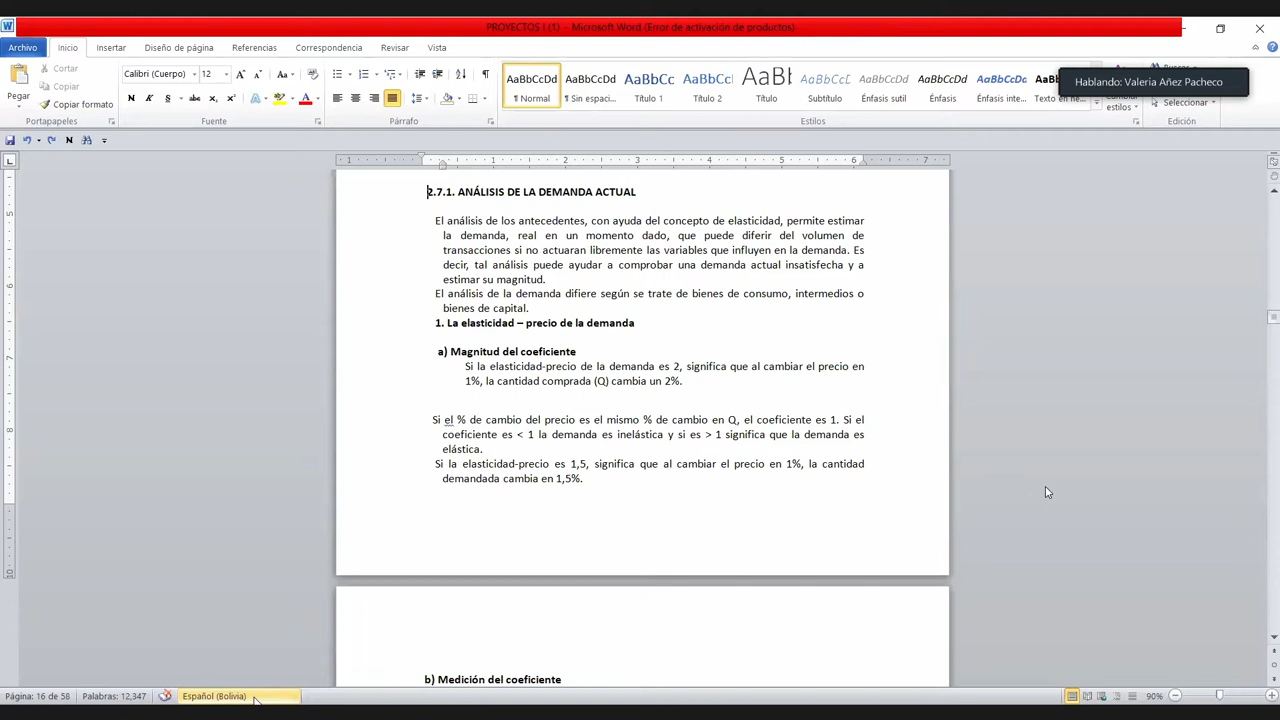 PROYECTOS I (1) - Microsoft Word (Error de activación de productos)
Archivo Inicio Insertar Diseño de página Referencias Correspondencia Revisar Vista
Pegar
Cortar
Copiar
Copiar formato
Portapapeles
Calibri (Cuerpo) 12
Fuente
Párrafo
AaBbCcDd AaBbCcDd AaBbCc AaBbCc AaBb AaBbCcDd AaBbCcDd AaBbCcDd AaBbCcDd
¶ Normal ¶ Sin espaci... Título 1 Título 2 Título Subtítulo Énfasis sutil Énfasis Énfasis inte...
Estilos
Hablando: Valeria Añez Pacheco
estilos
Seleccionar
Edición
1 1 2 3 4 5 6 7
2.7.1. ANÁLISIS DE LA DEMANDA ACTUAL
El análisis de los antecedentes, con ayuda del concepto de elasticidad, permite estimar
la demanda, real en un momento dado, que puede diferir del volumen de
transacciones si no actuaran libremente las variables que influyen en la demanda. Es
decir, tal análisis puede ayudar a comprobar una demanda actual insatisfecha y a
estimar su magnitud.
El análisis de la demanda difiere según se trate de bienes de consumo, intermedios o
bienes de capital.
1. La elasticidad – precio de la demanda
a) Magnitud del coeficiente
Si la elasticidad-precio de la demanda es 2, significa que al cambiar el precio en
1%, la cantidad comprada (Q) cambia un 2%.
Si el % de cambio del precio es el mismo % de cambio en Q, el coeficiente es 1. Si el
coeficiente es < 1 la demanda es inelástica y si es > 1 significa que la demanda es
elástica.
Si la elasticidad-precio es 1,5, significa que al cambiar el precio en 1%, la cantidad
demandada cambia en 1,5%.
b) Medición del coeficiente
Página: 16 de 58 Palabras: 12,347 Español (Bolivia) 90%